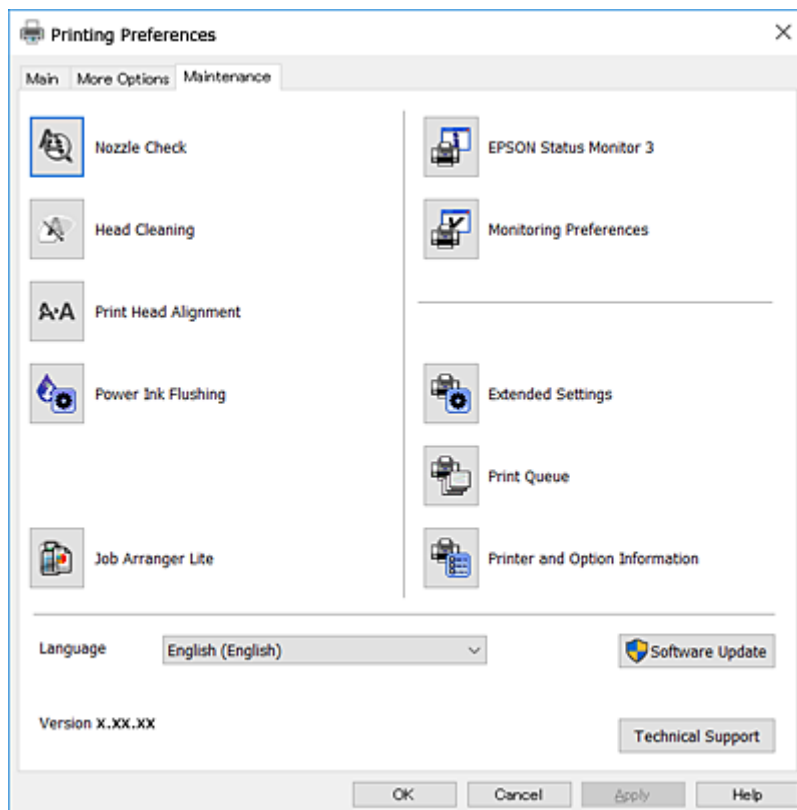 Printing Preferences
Main More Options Maintenance
Nozzle Check
Head Cleaning
A·A Print Head Alignment
Power Ink Flushing
Job Arranger Lite
EPSON Status Monitor 3
Monitoring Preferences
Extended Settings
Print Queue
Printer and Option Information
Language English (English) Software Update
Version X.XX.XX Technical Support
OK Cancel Apply Help